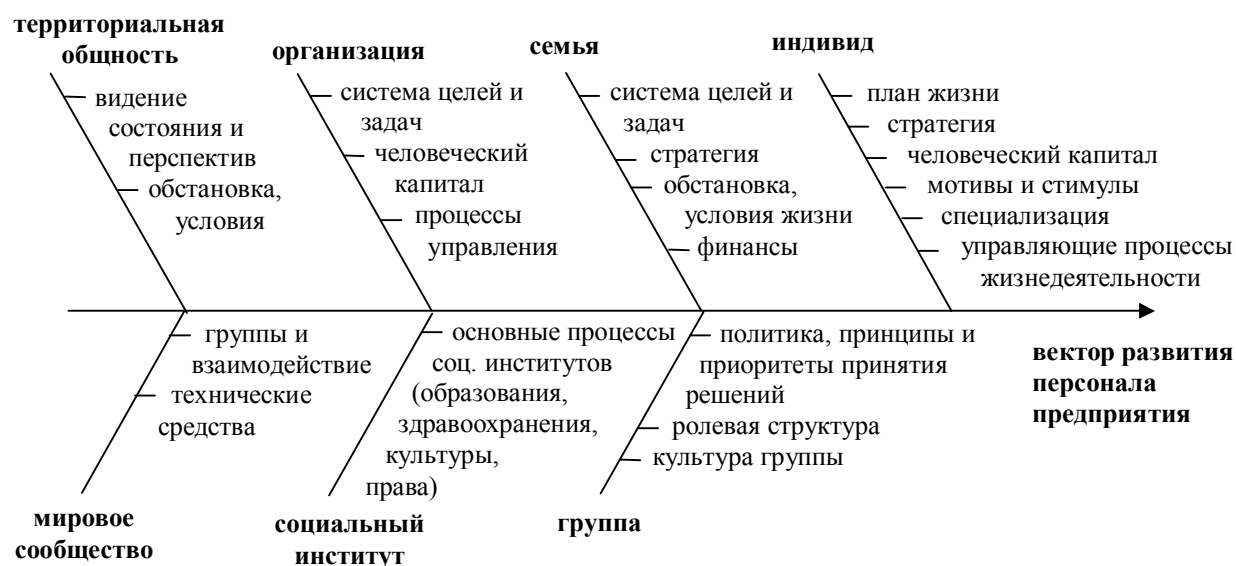 территориальная
общность
видение
состояния и
перспектив
обстановка,
условия
организация
система целей и
задач
человеческий
капитал
процессы
управления
семья
система целей и
задач
стратегия
обстановка,
условия жизни
финансы
индивид
план жизни
стратегия
человеческий капитал
мотивы и стимулы
специализация
управляющие процессы
жизнедеятельности
группы и
взаимодействие
технические
средства
мировое
сообщество
основные процессы
соц. институтов
(образования,
здравоохранения,
культуры,
права)
социальный
институт
политика, принципы и
приоритеты принятия
решений
ролевая структура
культура группы
группа
вектор развития
персонала
предприятия